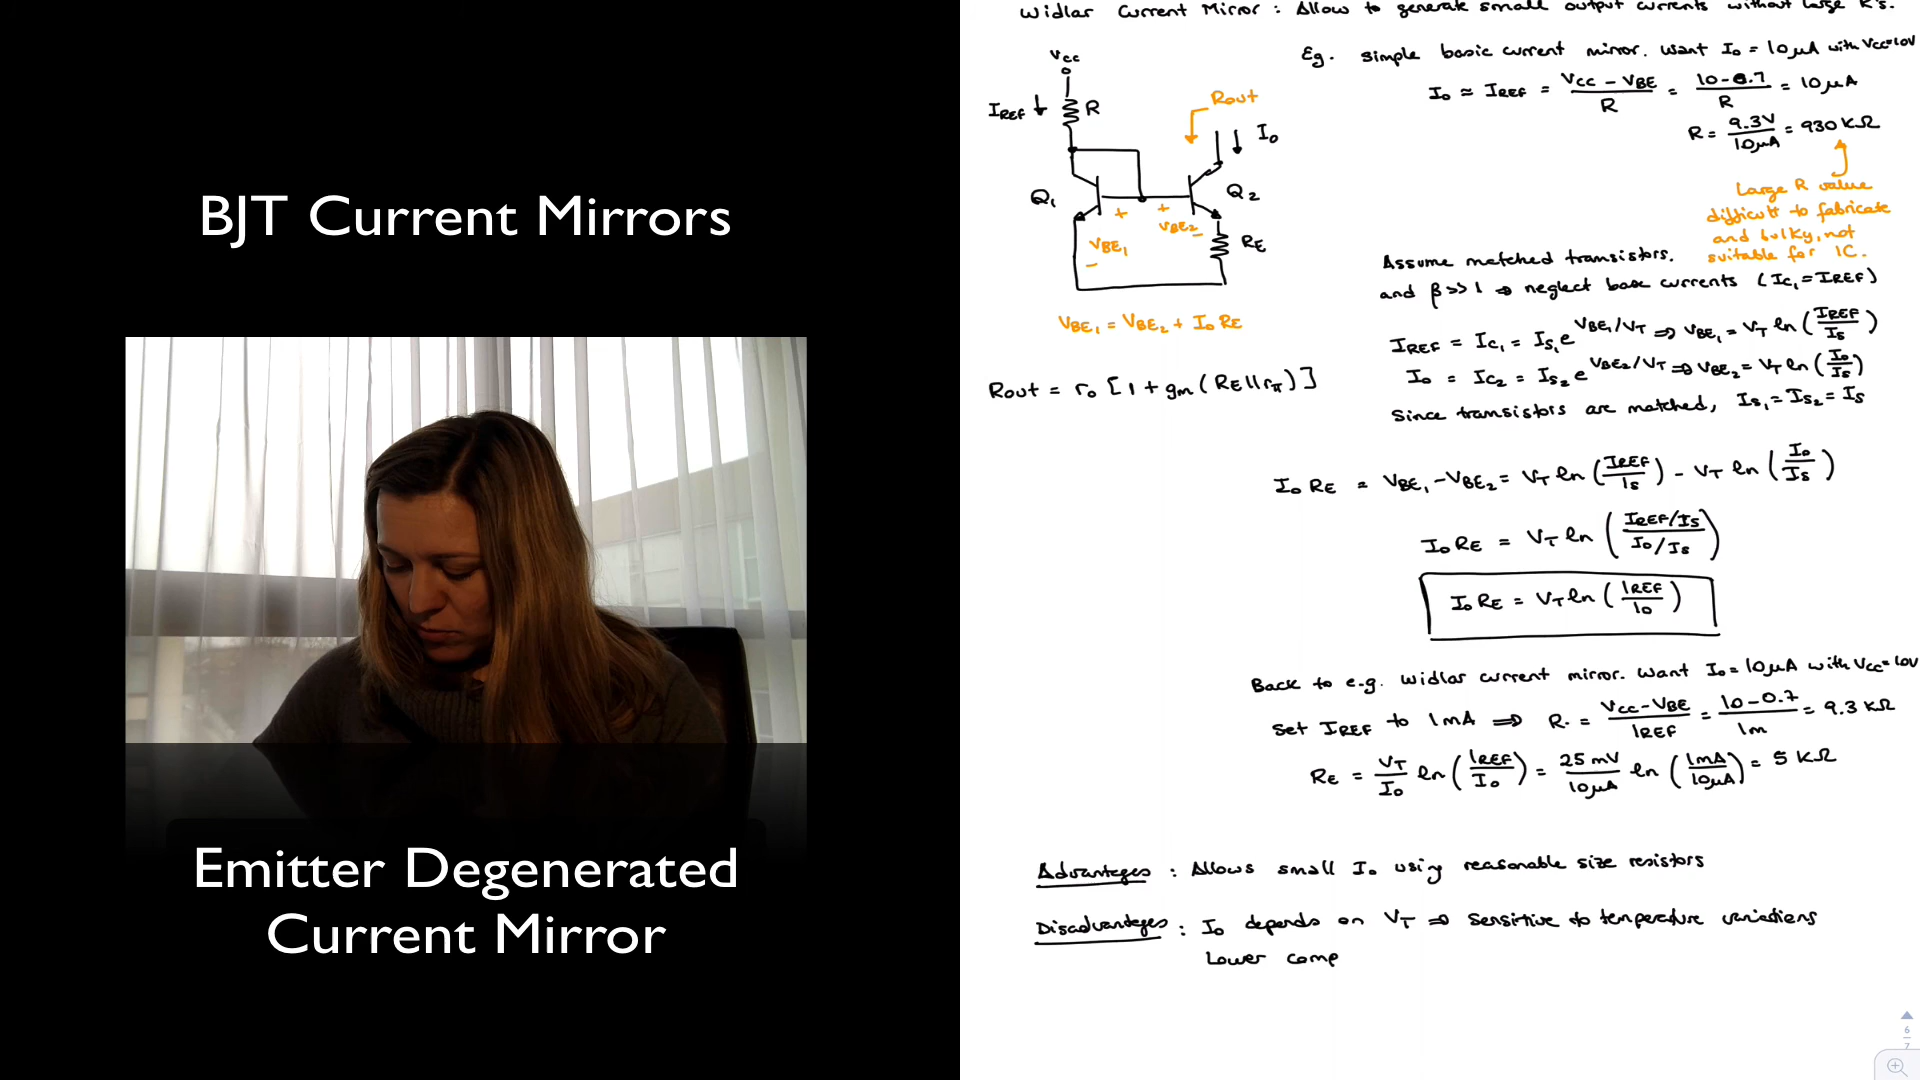 BJT Current Mirrors
Emitter Degenerated
Current Mirror
Widlar Current Mirror : Allow to generate small output currents without large R's.
Vcc
IREF ↓ R
Rout
↓ Io
Q1
Q2
+ +
VBE1 VBE2
- -
RE
VBE1 = VBE2 + Io RE
Rout = ro [1 + gm (RE || rπ)]
Eg. simple basic current mirror. Want Io = 10μA with Vcc=10V
Io ≈ IREF = (Vcc - VBE)/R = (10-0.7)/R = 10μA
R = 9.3V/10μA = 930 kΩ
Large R value
difficult to fabricate
and bulky, not
suitable for IC.
Assume matched transistors.
and β>>1 ⇒ neglect base currents (Ic1 = IREF)
IREF = Ic1 = Is1 e^(VBE1/VT) ⇒ VBE1 = VT ln (IREF/Is)
Io = Ic2 = Is2 e^(VBE2/VT) ⇒ VBE2 = VT ln (Io/Is)
Since transistors are matched, Is1 = Is2 = Is
Io RE = VBE1 - VBE2 = VT ln (IREF/Is) - VT ln (Io/Is)
Io RE = VT ln ((IREF/Is)/(Io/Is))
Io RE = VT ln (IREF/Io)
Back to e.g. Widlar current mirror. Want Io = 10μA with Vcc=10V
Set IREF to 1mA ⇒ R = (Vcc-VBE)/IREF = (10-0.7)/1m = 9.3 kΩ
RE = VT/Io ln (IREF/Io) = 25 mV/10μA ln (1mA/10μA) = 5 kΩ
Advantages : Allows small Io using reasonable size resistors
Disadvantages : Io depends on VT ⇒ Sensitive to temperature variations
Lower comp
6
7